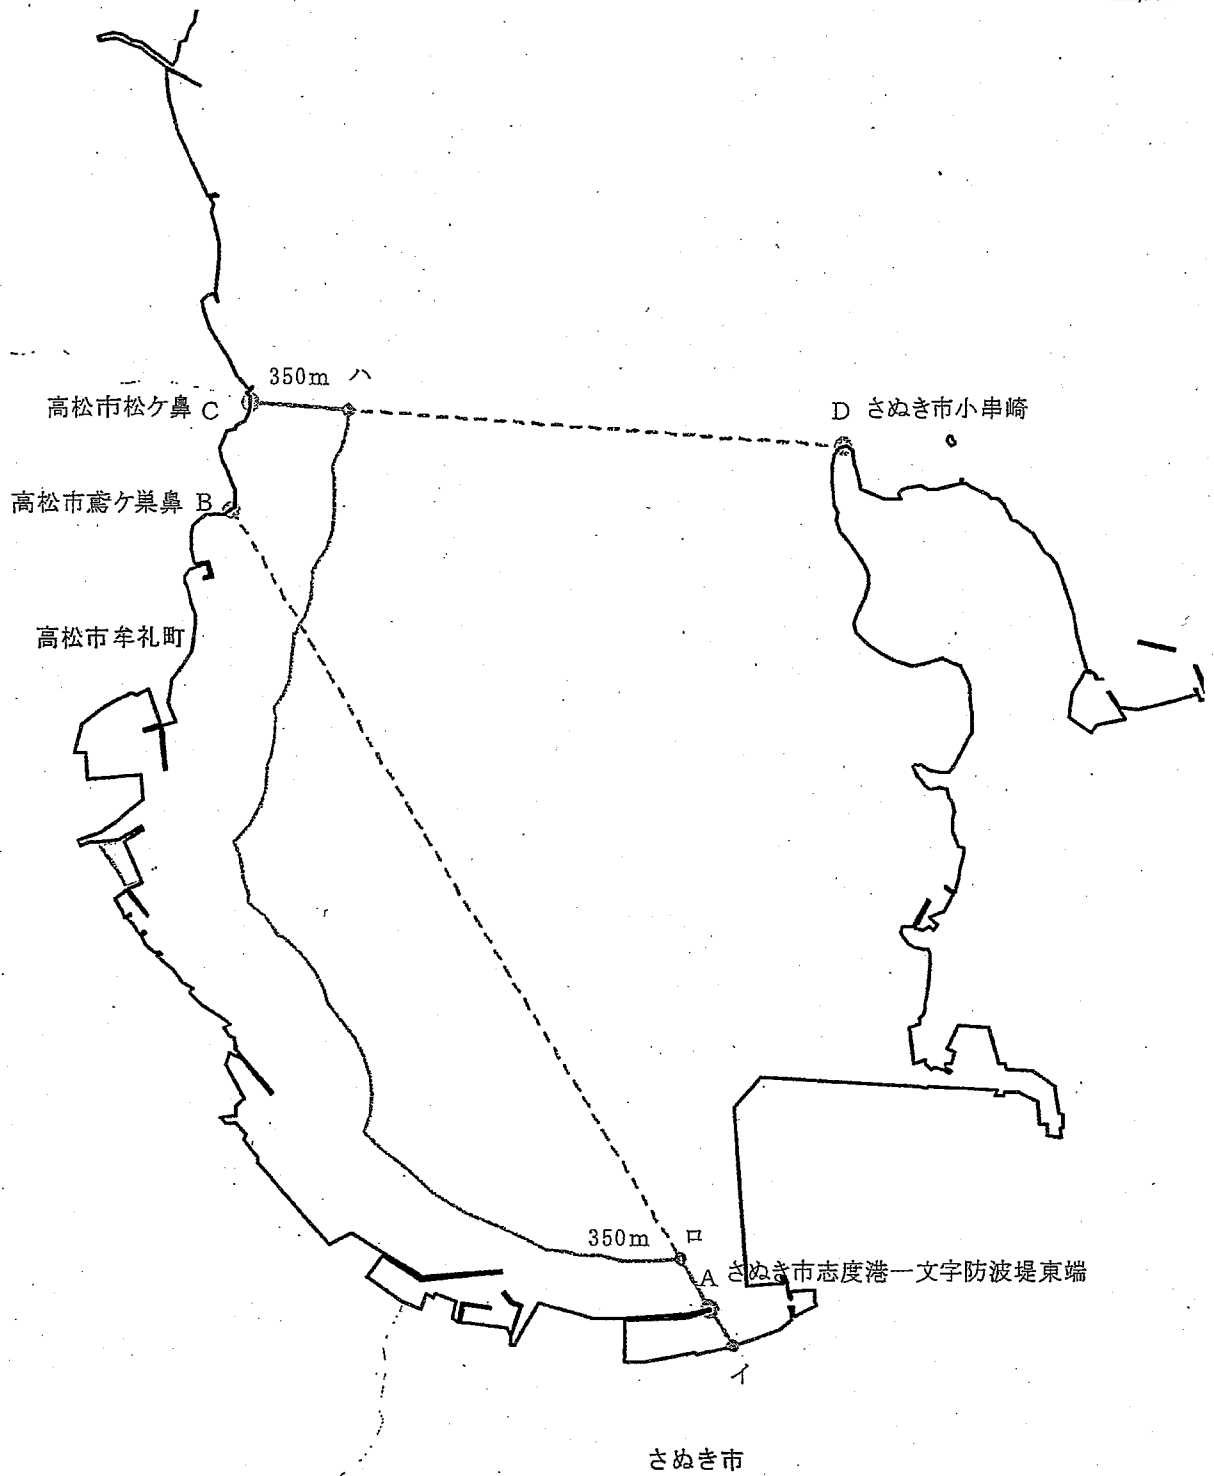 350m ハ
高松市松ケ鼻 C
D さぬき市小串崎
高松市鳶ケ巣鼻 B
高松市牟礼町
350m ロ
A さぬき市志度港一文字防波堤東端
イ
さぬき市